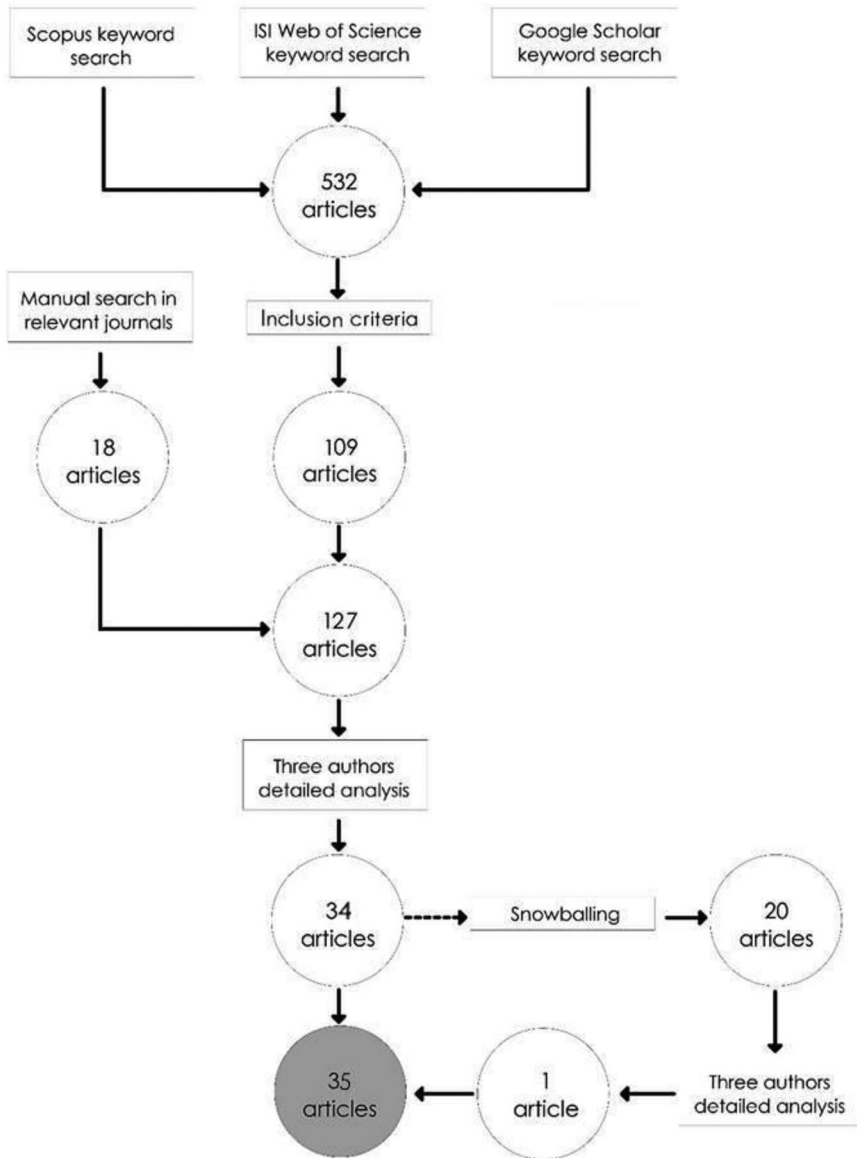 Scopus keyword
search
ISI Web of Science
keyword search
Google Scholar
keyword search
532
articles
Manual search in
relevant journals
Inclusion criteria
18
articles
109
articles
127
articles
Three authors
detailed analysis
34
articles
Snowballing
20
articles
35
articles
1
article
Three authors
detailed analysis